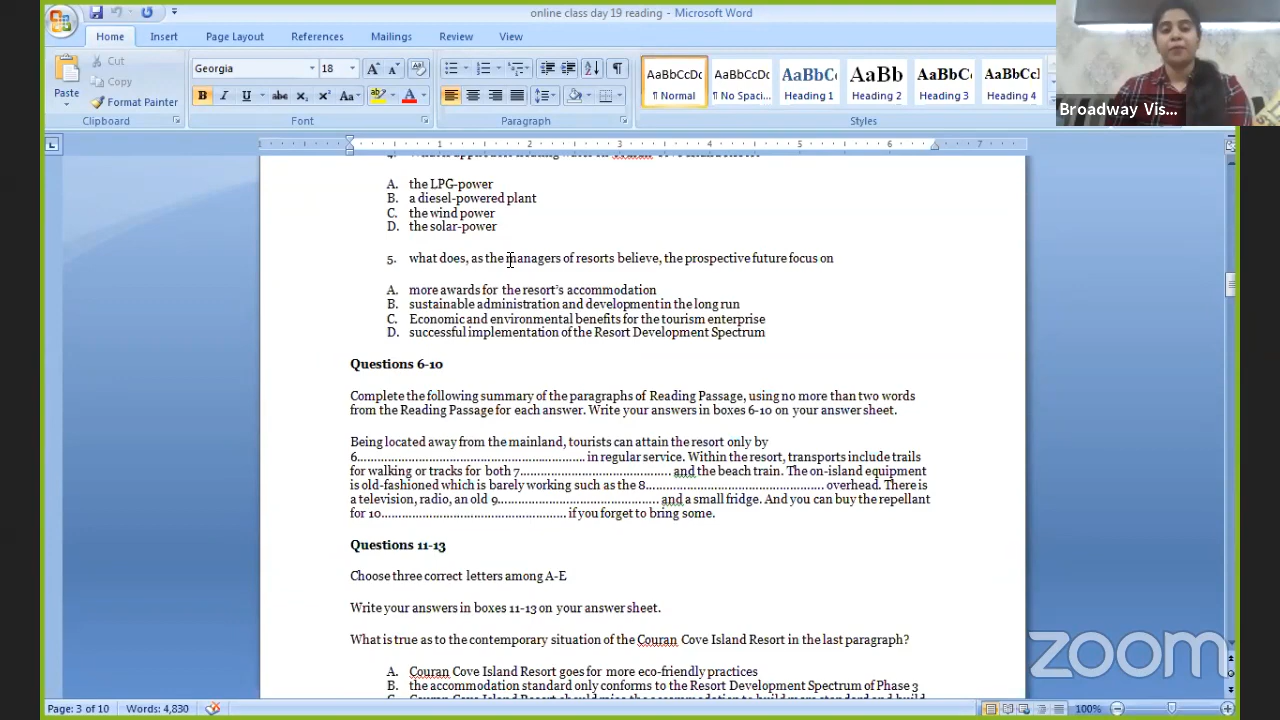 online class day 19 reading - Microsoft Word
Home Insert Page Layout References Mailings Review View
Paste
Cut
Copy
Format Painter
Georgia 18
AaBbCcDc AaBbCcDc AaBbC AaBb AaBbC AaBbCcI
¶ Normal ¶ No Spaci... Heading 1 Heading 2 Heading 3 Heading 4
Clipboard Font Paragraph Styles
Broadway Vis...
A. the LPG-power
B. a diesel-powered plant
C. the wind power
D. the solar-power
5. what does, as the managers of resorts believe, the prospective future focus on
A. more awards for the resort's accommodation
B. sustainable administration and development in the long run
C. Economic and environmental benefits for the tourism enterprise
D. successful implementation of the Resort Development Spectrum
Questions 6-10
Complete the following summary of the paragraphs of Reading Passage, using no more than two words
from the Reading Passage for each answer. Write your answers in boxes 6-10 on your answer sheet.
Being located away from the mainland, tourists can attain the resort only by
6....................................................... in regular service. Within the resort, transports include trails
for walking or tracks for both 7..................................... and the beach train. The on-island equipment
is old-fashioned which is barely working such as the 8........................................... overhead. There is
a television, radio, an old 9....................................... and a small fridge. And you can buy the repellant
for 10............................................. if you forget to bring some.
Questions 11-13
Choose three correct letters among A-E
Write your answers in boxes 11-13 on your answer sheet.
What is true as to the contemporary situation of the Couran Cove Island Resort in the last paragraph?
A. Couran Cove Island Resort goes for more eco-friendly practices
B. the accommodation standard only conforms to the Resort Development Spectrum of Phase 3
zoom
Page: 3 of 10 Words: 4,830 100%